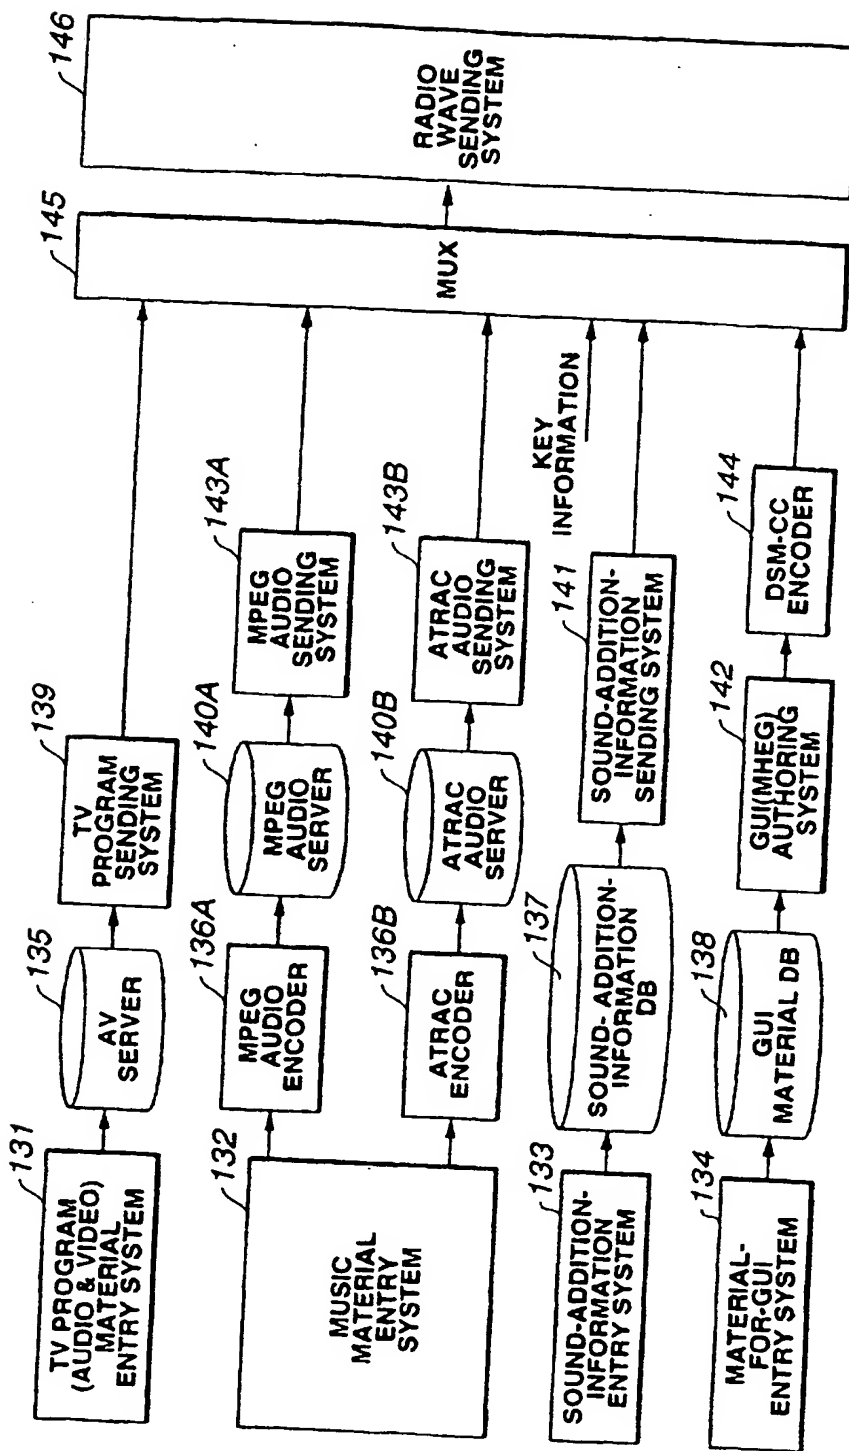 131
TV PROGRAM
(AUDIO & VIDEO)
MATERIAL
ENTRY SYSTEM
135
AV
SERVER
139
TV
PROGRAM
SENDING
SYSTEM
132
MUSIC
MATERIAL
ENTRY
SYSTEM
136A
MPEG
AUDIO
ENCODER
140A
MPEG
AUDIO
SERVER
143A
MPEG
AUDIO
SENDING
SYSTEM
136B
ATRAC
ENCODER
140B
ATRAC
AUDIO
SERVER
143B
ATRAC
AUDIO
SENDING
SYSTEM
KEY
INFORMATION
133
SOUND-ADDITION-
INFORMATION
ENTRY SYSTEM
137
SOUND- ADDITION-
INFORMATION
DB
141
SOUND-ADDITION-
INFORMATION
SENDING SYSTEM
134
MATERIAL-
FOR-GUI
ENTRY SYSTEM
138
GUI
MATERIAL DB
142
GUI(MHEG)
AUTHORING
SYSTEM
144
DSM-CC
ENCODER
145
MUX
146
RADIO
WAVE
SENDING
SYSTEM